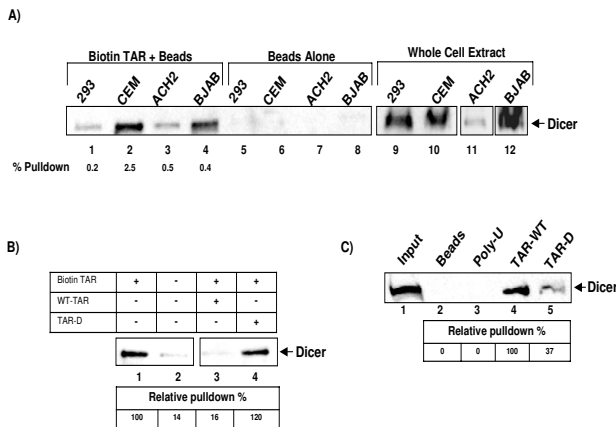 A)
Biotin TAR + Beads Beads Alone Whole Cell Extract
293 CEM ACH2 BJAB 293 CEM ACH2 BJAB 293 CEM ACH2 BJAB
Dicer
1 2 3 4 5 6 7 8 9 10 11 12
% Pulldown 0.2 2.5 0.5 0.4
B)
Biotin TAR + - + +
WT-TAR - - + -
TAR-D - - - +
Dicer
1 2 3 4
Relative pulldown %
100 14 16 120
C)
Input Beads Poly-U TAR-WT TAR-D
Dicer
1 2 3 4 5
Relative pulldown %
0 0 100 37